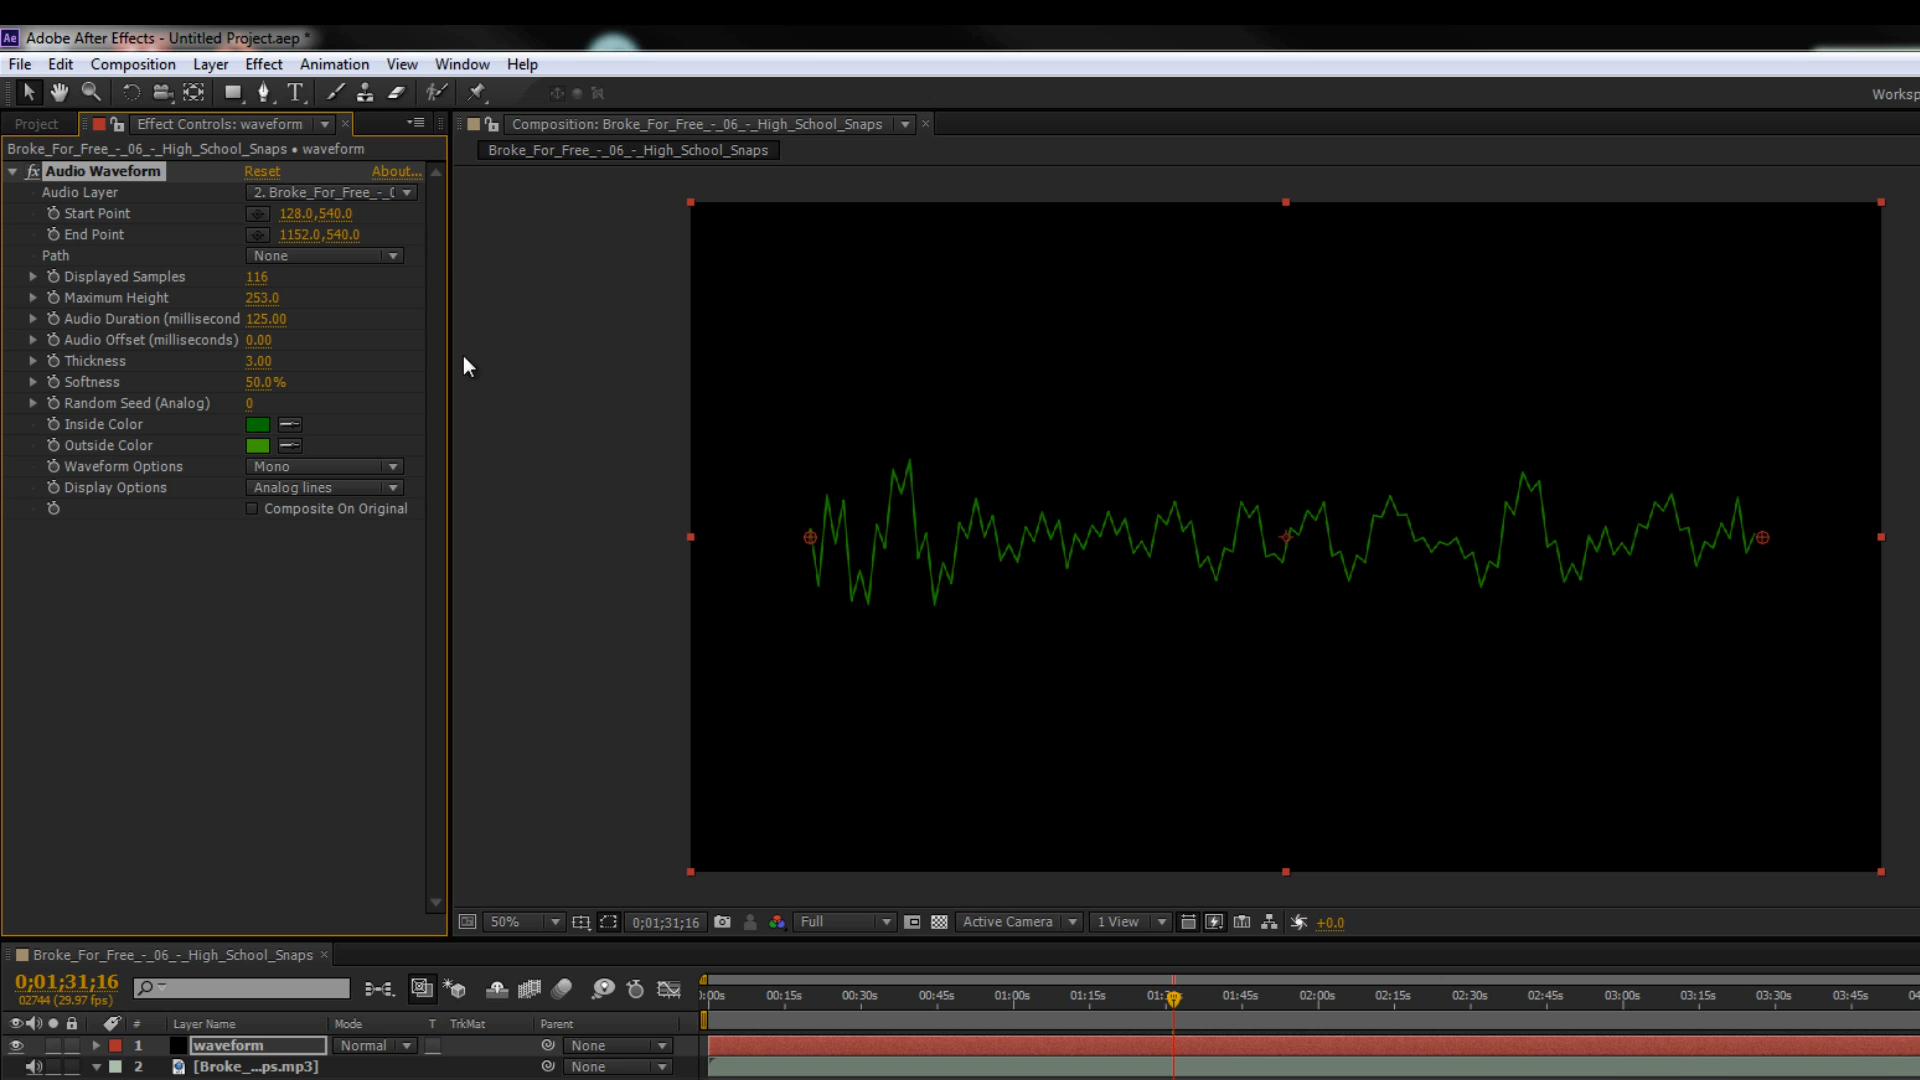 Ae Adobe After Effects - Untitled Project.aep *
File Edit Composition Layer Effect Animation View Window Help
T
Project Effect Controls: waveform × Composition: Broke_For_Free_-_06_-_High_School_Snaps ×
Broke_For_Free_-_06_-_High_School_Snaps • waveform
Broke_For_Free_-_06_-_High_School_Snaps
fx Audio Waveform Reset About...
Audio Layer 2. Broke_For_Free_-_
Start Point 128.0,540.0
End Point 1152.0,540.0
Path None
Displayed Samples 116
Maximum Height 253.0
Audio Duration (millisecond 125.00
Audio Offset (milliseconds) 0.00
Thickness 3.00
Softness 50.0%
Random Seed (Analog) 0
Inside Color
Outside Color
Waveform Options Mono
Display Options Analog lines
Composite On Original
50% 0;01;31;16 Full Active Camera 1 View +0.0
Broke_For_Free_-_06_-_High_School_Snaps ×
0;01;31;16
02744 (29.97 fps)
):00s 00:15s 00:30s 00:45s 01:00s 01:15s 01:45s 02:00s 02:15s 02:30s 02:45s 03:00s 03:15s 03:30s 03:45s
# Layer Name Mode T TrkMat Parent
1 waveform Normal None
2 [Broke_...ps.mp3] None